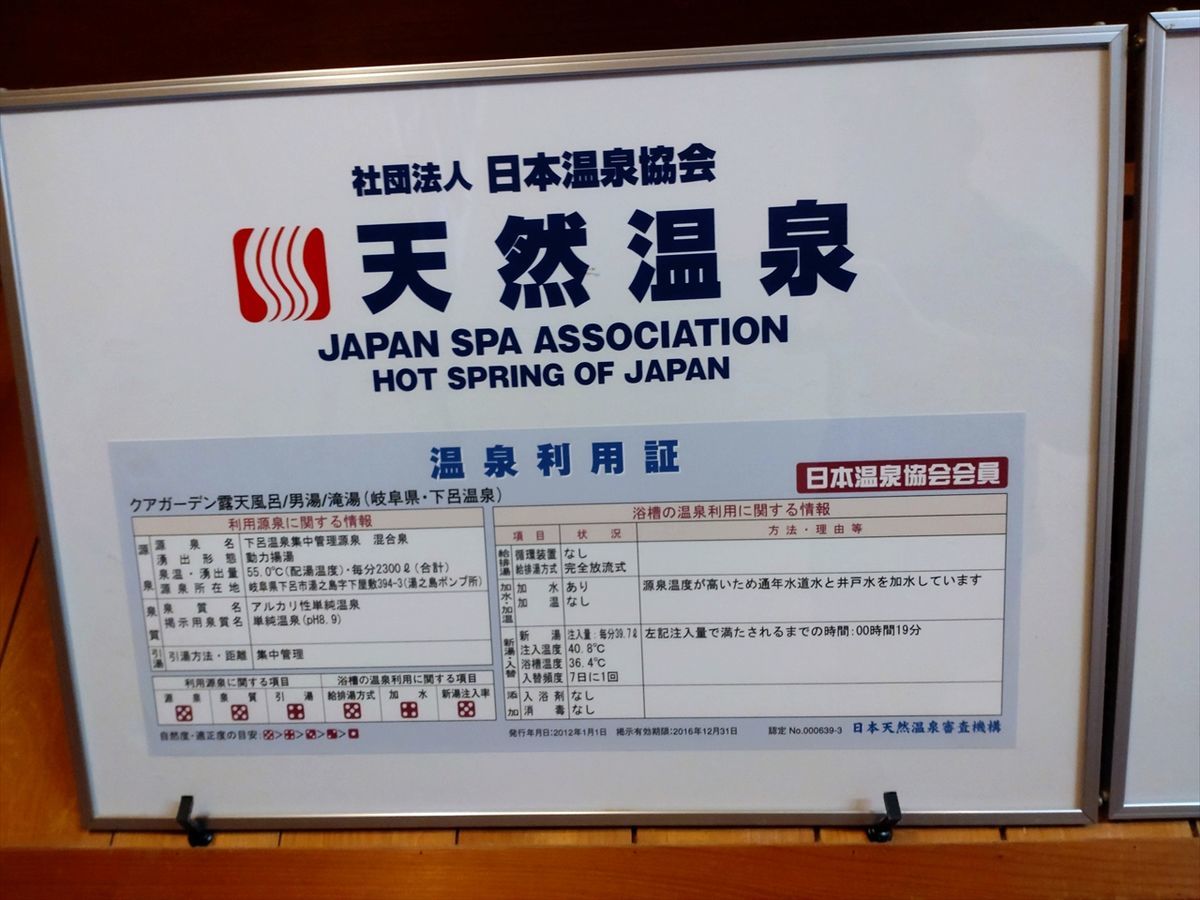 社団法人 日本温泉協会
天然温泉
JAPAN SPA ASSOCIATION
HOT SPRING OF JAPAN
温泉利用証
日本温泉協会会員
クアガーデン露天風呂/男湯/滝湯(岐阜県・下呂温泉)
利用源泉に関する情報
源泉
源泉名 下呂温泉集中管理源泉 混合泉
湧出形態 動力揚湯
泉温・湧出量 55.0℃(配湯温度)・毎分2300ℓ(合計)
源泉所在地 岐阜県下呂市湯之島字下屋敷394-3(湯之島ポンプ所)
泉質
泉質名 アルカリ性単純温泉
掲示用泉質名 単純温泉(pH8.9)
引湯
引湯方法・距離 集中管理
利用源泉に関する項目 浴槽の温泉利用に関する項目
源泉 泉質 引湯 給排湯方式 加水 新湯注入率
自然度・適正度の目安:
浴槽の温泉利用に関する情報
項目 状況 方法・理由等
給排湯
循環装置 なし
給排湯方式 完全放流式
加水・加温
加水 あり 源泉温度が高いため通年水道水と井戸水を加水しています
加温 なし
新湯・入替
新湯 注入量:毎分39.7ℓ 左記注入量で満たされるまでの時間:00時間19分
注入温度 40.8℃
浴槽温度 36.4℃
入替頻度 7日に1回
添加
入浴剤 なし
消毒 なし
発行年月日:2012年1月1日 掲示有効期限:2016年12月31日 認定 No.000639-3 日本天然温泉審査機構